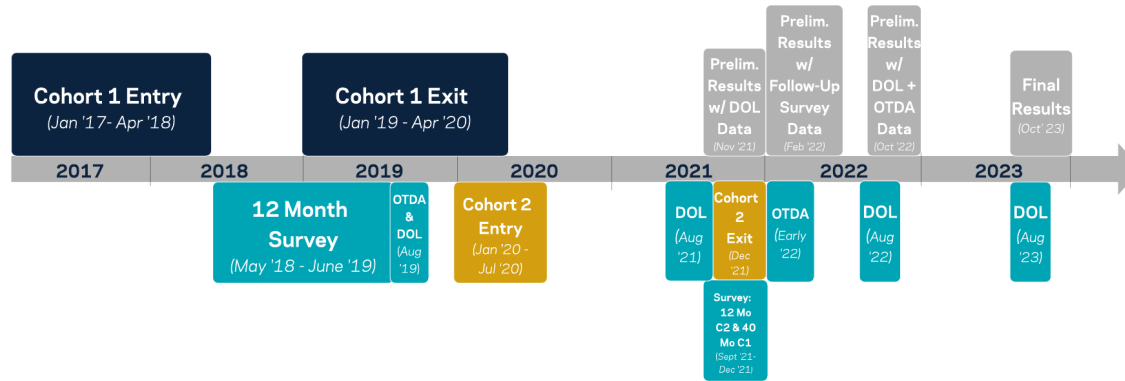 Cohort 1 Entry
(Jan '17- Apr '18)
Cohort 1 Exit
(Jan '19 - Apr '20)
Prelim.
Results
w/ DOL
Data
(Nov '21)
Prelim.
Results
w/
Follow-Up
Survey
Data
(Feb '22)
Prelim.
Results
w/
DOL +
OTDA
Data
(Oct '22)
Final
Results
(Oct' 23)
2017
2018
2019
2020
2021
2022
2023
12 Month
Survey
(May '18 - June '19)
OTDA
&
DOL
(Aug
'19)
Cohort 2
Entry
(Jan '20 -
Jul '20)
DOL
(Aug
'21)
Cohort
2
Exit
(Dec
'21)
Survey:
12 Mo
C2 & 40
Mo C1
(Sept '21-
Dec '21)
OTDA
(Early
'22)
DOL
(Aug
'22)
DOL
(Aug
'23)